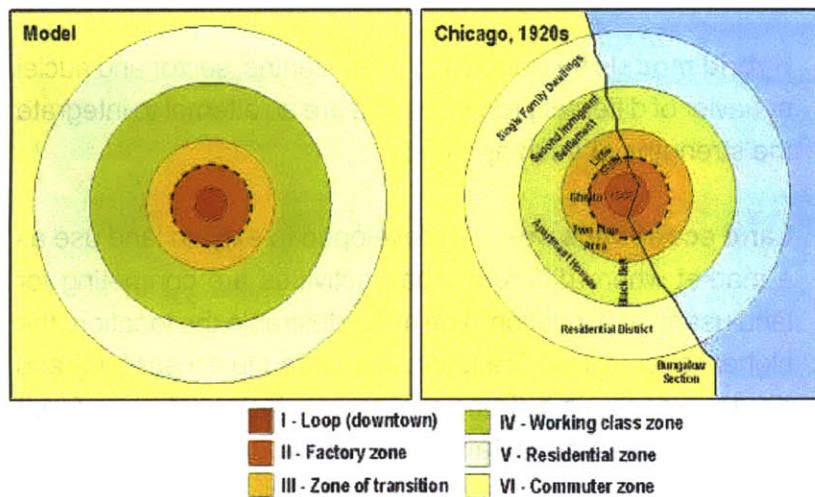 Model
Chicago, 1920s
Single Family Dwellings
Second Immigrant
Settlement
Little
Ghetto
Two Plan
Area
Apartment Houses
Black Belt
Residential District
Bungalow
Section
I - Loop (downtown)
II - Factory zone
III - Zone of transition
IV - Working class zone
V - Residential zone
VI - Commuter zone